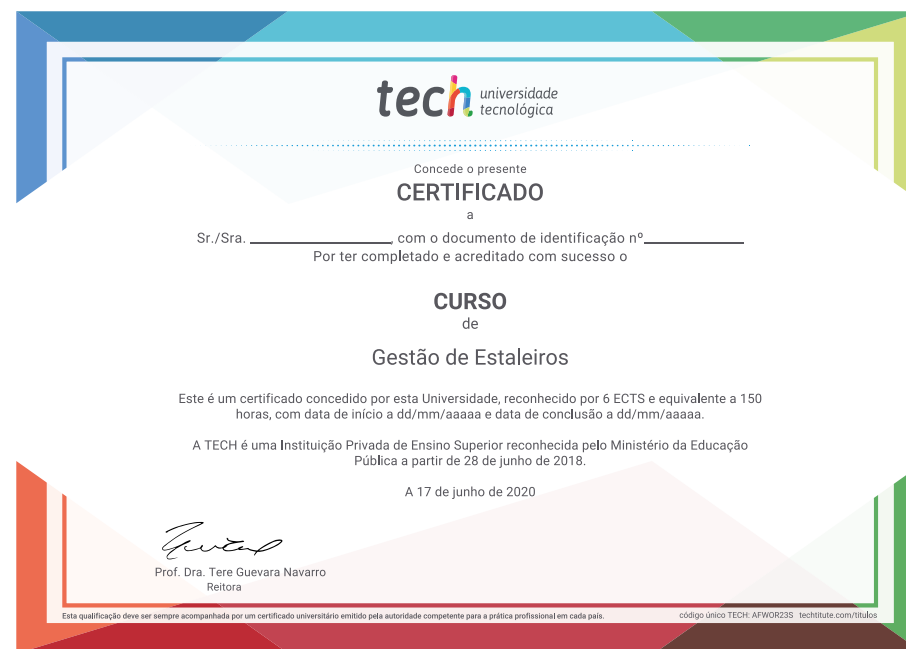 tech universidade
tecnológica
Concede o presente
CERTIFICADO
a
Sr./Sra. ________________, com o documento de identificação nº____________
Por ter completado e acreditado com sucesso o
CURSO
de
Gestão de Estaleiros
Este é um certificado concedido por esta Universidade, reconhecido por 6 ECTS e equivalente a 150
horas, com data de início a dd/mm/aaaaa e data de conclusão a dd/mm/aaaaa.
A TECH é uma Instituição Privada de Ensino Superior reconhecida pelo Ministério da Educação
Pública a partir de 28 de junho de 2018.
A 17 de junho de 2020
Prof. Dra. Tere Guevara Navarro
Reitora
Esta qualificação deve ser sempre acompanhada por um certificado universitário emitido pela autoridade competente para a prática profissional em cada país.
código único TECH: AFWOR23S techtitute.com/titulos